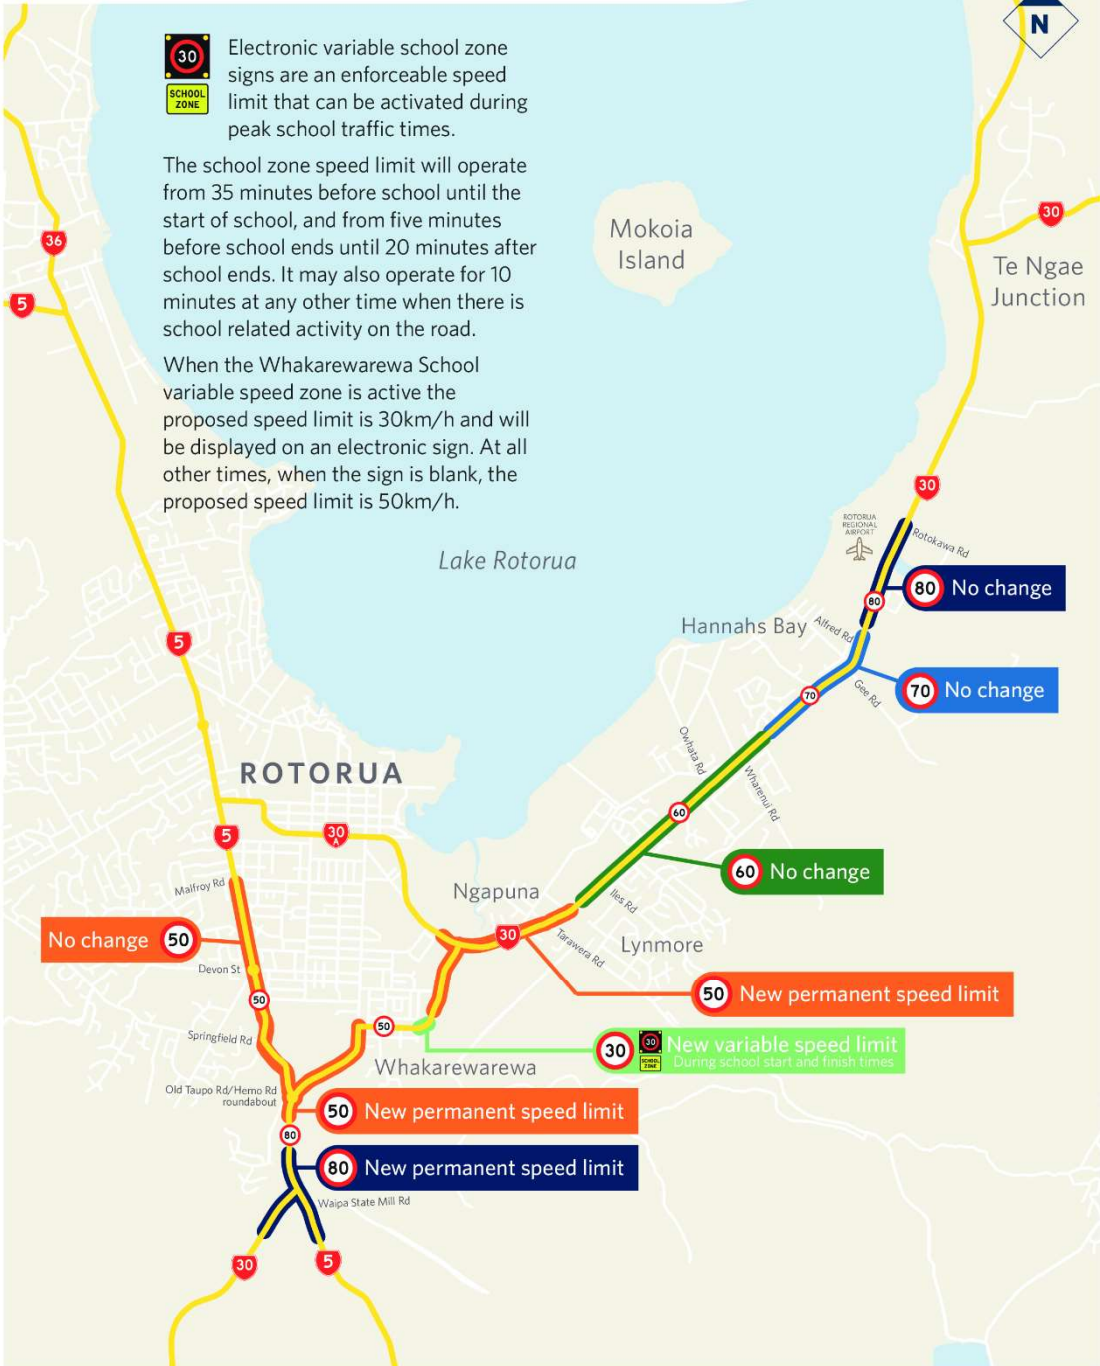 N
30
SCHOOL
ZONE
Electronic variable school zone
signs are an enforceable speed
limit that can be activated during
peak school traffic times.
The school zone speed limit will operate
from 35 minutes before school until the
start of school, and from five minutes
before school ends until 20 minutes after
school ends. It may also operate for 10
minutes at any other time when there is
school related activity on the road.
When the Whakarewarewa School
variable speed zone is active the
proposed speed limit is 30km/h and will
be displayed on an electronic sign. At all
other times, when the sign is blank, the
proposed speed limit is 50km/h.
Mokoia
Island
30
Te Ngae
Junction
36
5
30
ROTORUA
REGIONAL
AIRPORT
Rotokawa Rd
Lake Rotorua
80 No change
80
Hannahs Bay
Alfred Rd
5
70 No change
70
Gee Rd
Owhata Rd
Wharenui Rd
ROTORUA
60
5
30
A
60 No change
Malfroy Rd
Ngapuna
Iles Rd
No change 50
30
Tarawera Rd
Lynmore
Devon St
50
50 New permanent speed limit
50
Springfield Rd
30
30
SCHOOL
ZONE
New variable speed limit
During school start and finish times
Whakarewarewa
Old Taupo Rd/Hemo Rd
roundabout
50 New permanent speed limit
80
80 New permanent speed limit
Waipa State Mill Rd
30
5